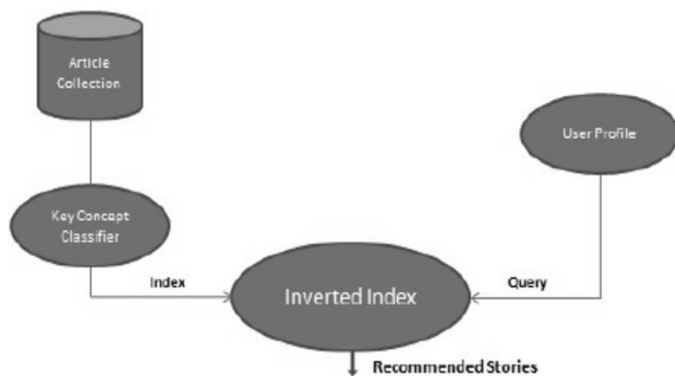 Article
Collection
User Profile
Key Concept
Classifier
Index
Inverted Index
Query
Recommended Stories